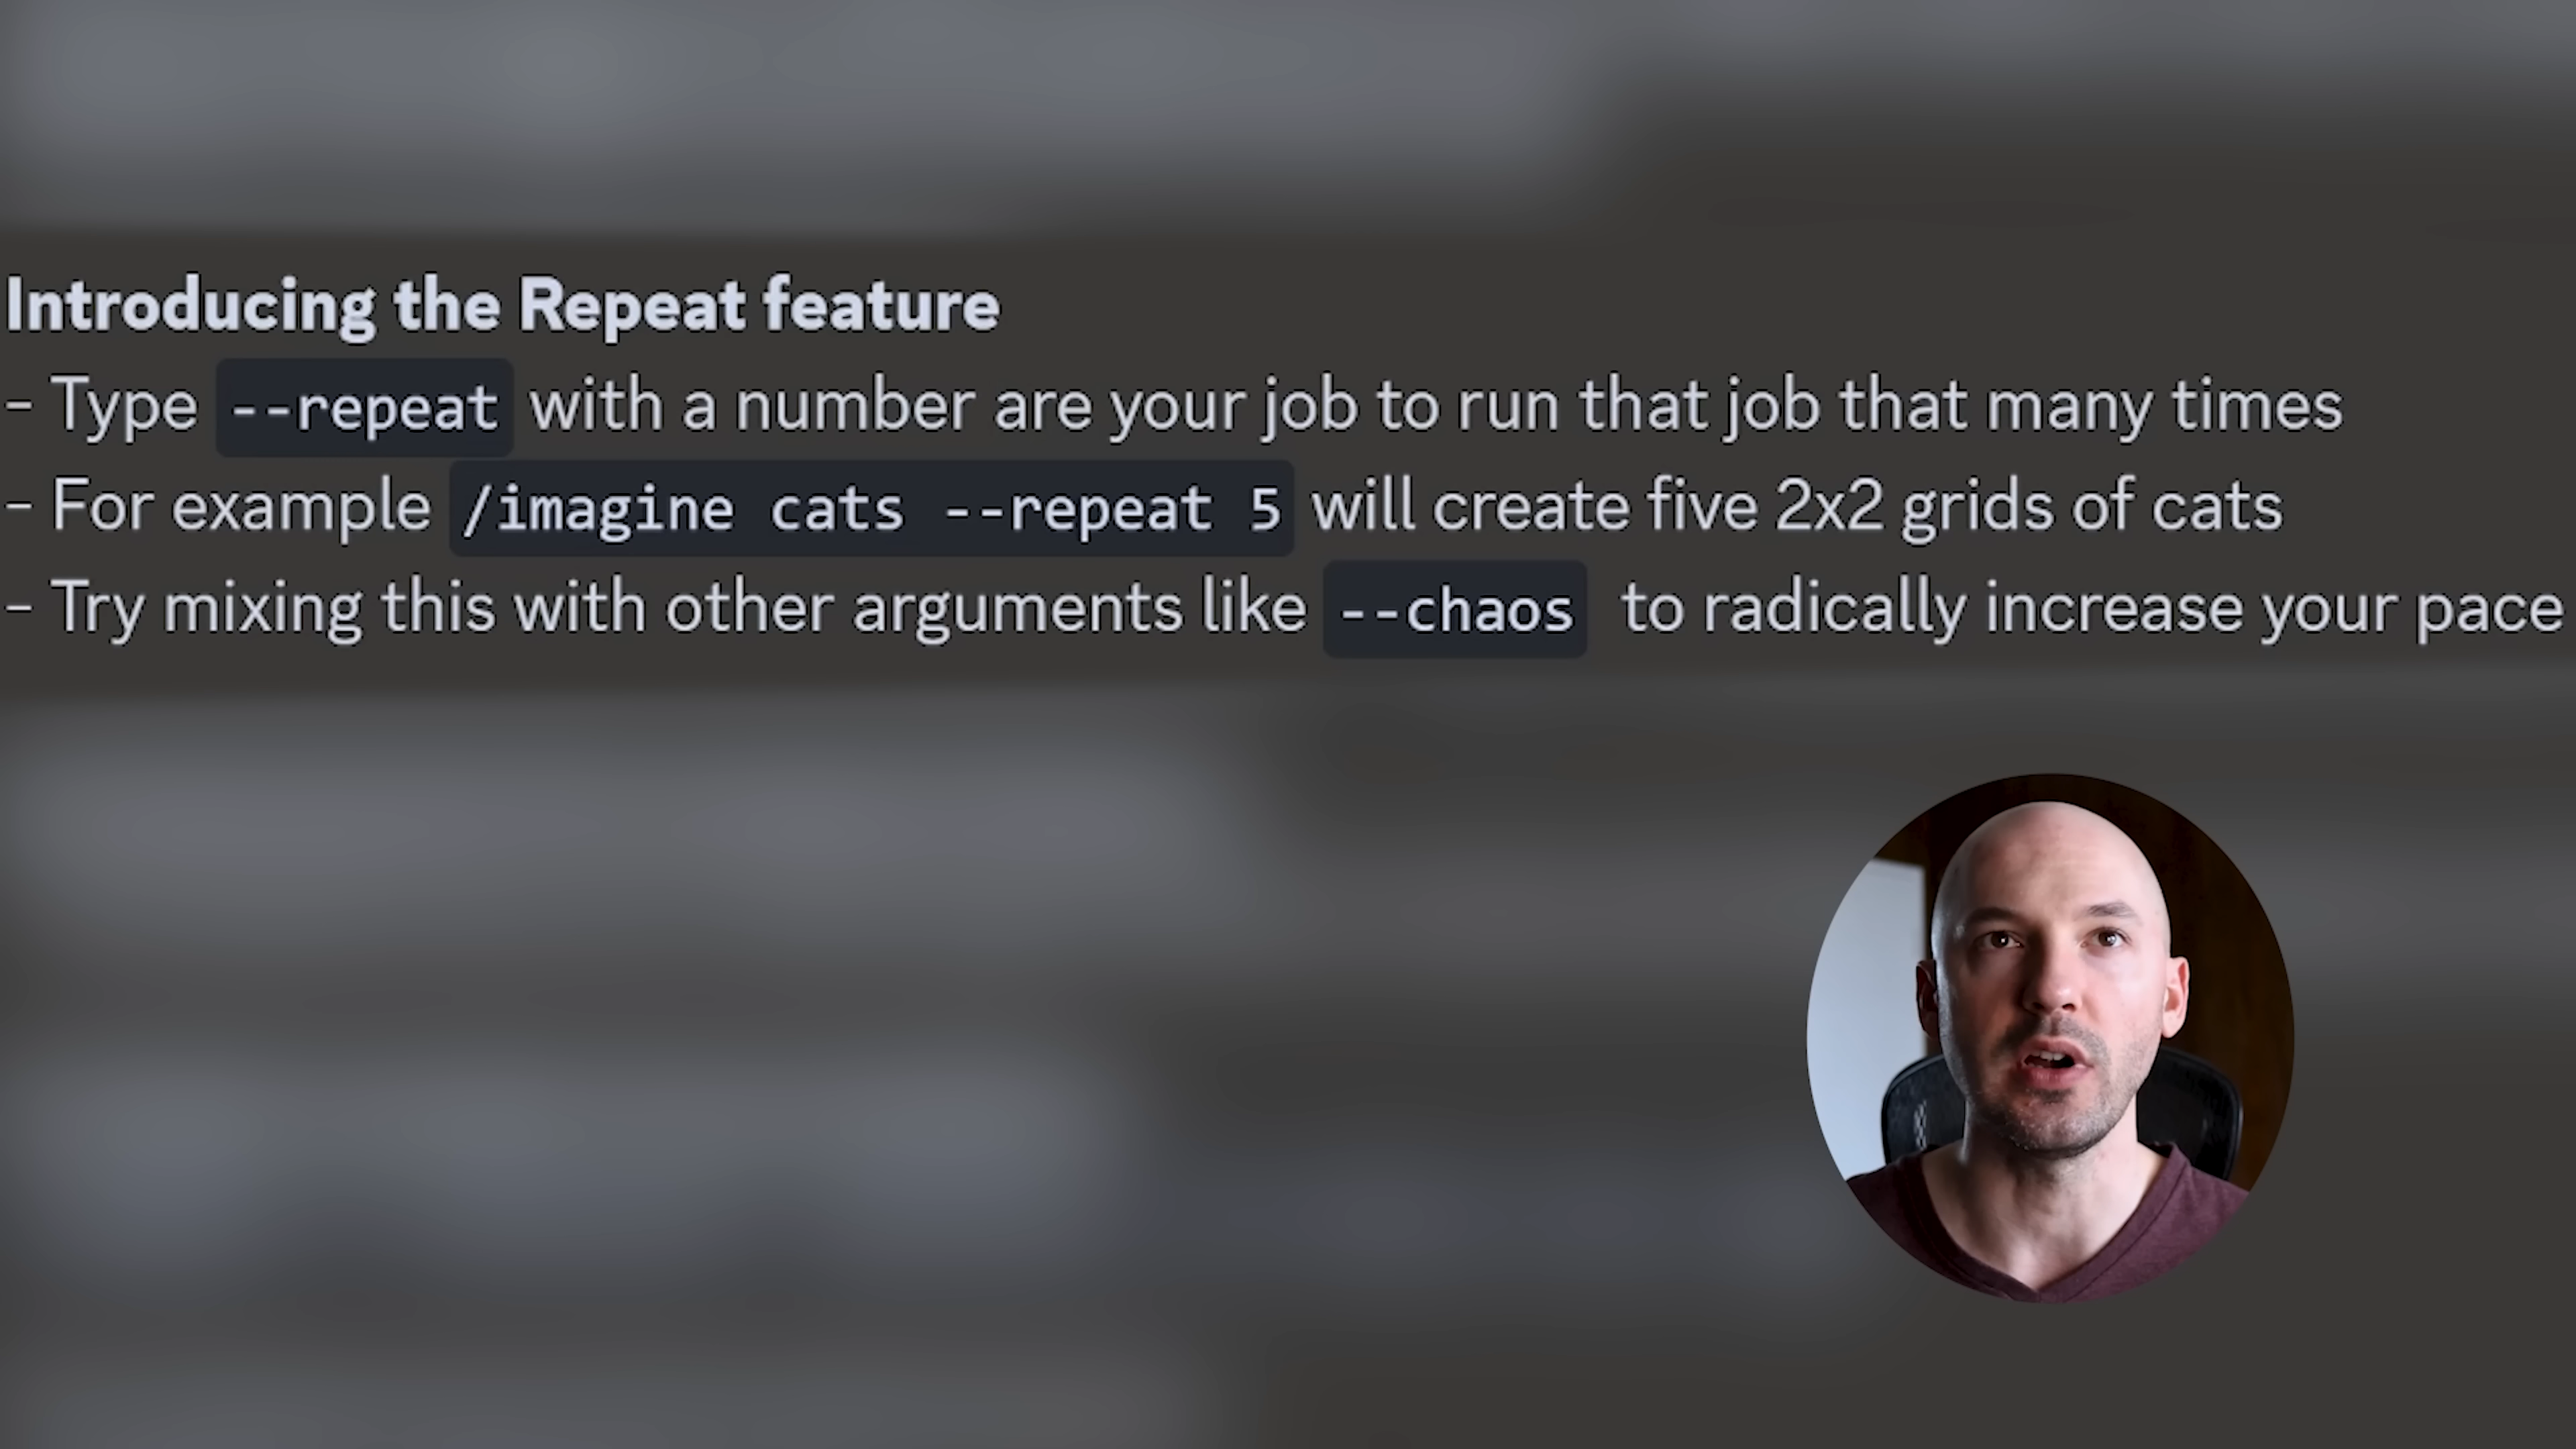 Introducing the Repeat feature
- Type --repeat with a number are your job to run that job that many times
- For example /imagine cats --repeat 5 will create five 2x2 grids of cats
- Try mixing this with other arguments like --chaos to radically increase your pace